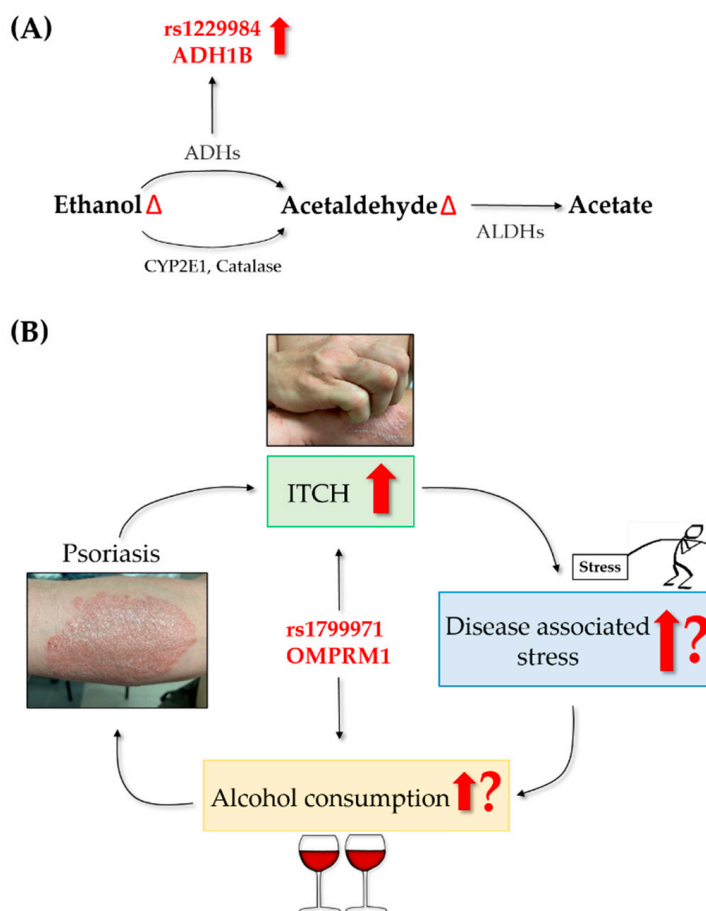 (A)
rs1229984
ADH1B
ADHs
Ethanol Δ
Acetaldehyde Δ
Acetate
ALDHs
CYP2E1, Catalase
(B)
ITCH
Psoriasis
Stress
rs1799971
OMPRM1
Disease associated
stress
?
Alcohol consumption ?